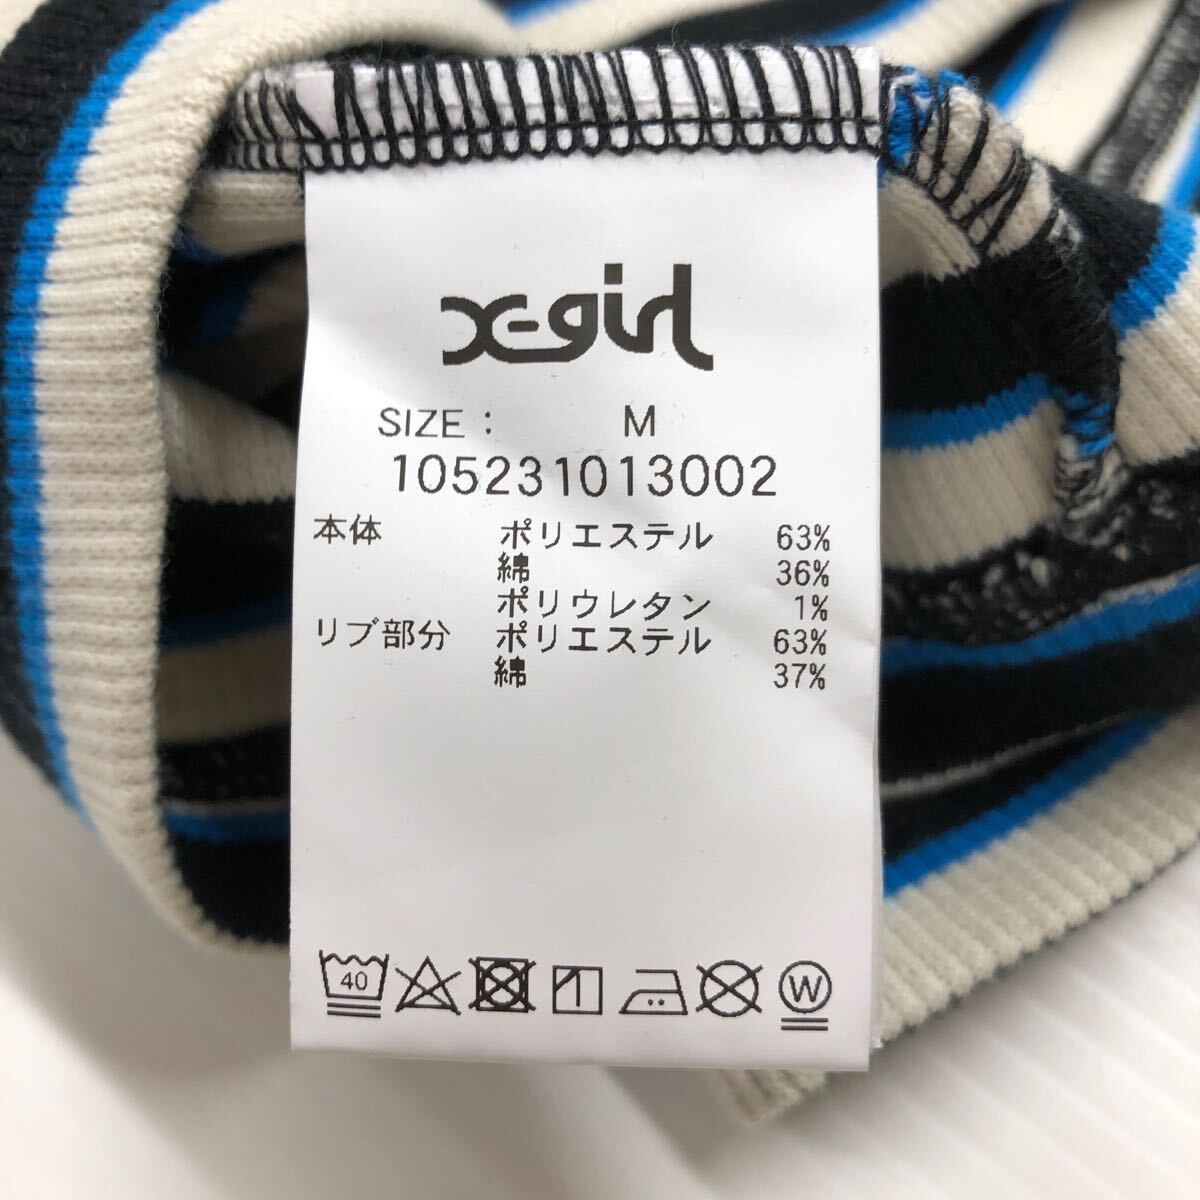 X-girl
SIZE : M
105231013002
本体 ポリエステル 63%
綿 36%
ポリウレタン 1%
リブ部分 ポリエステル 63%
綿 37%
40 W